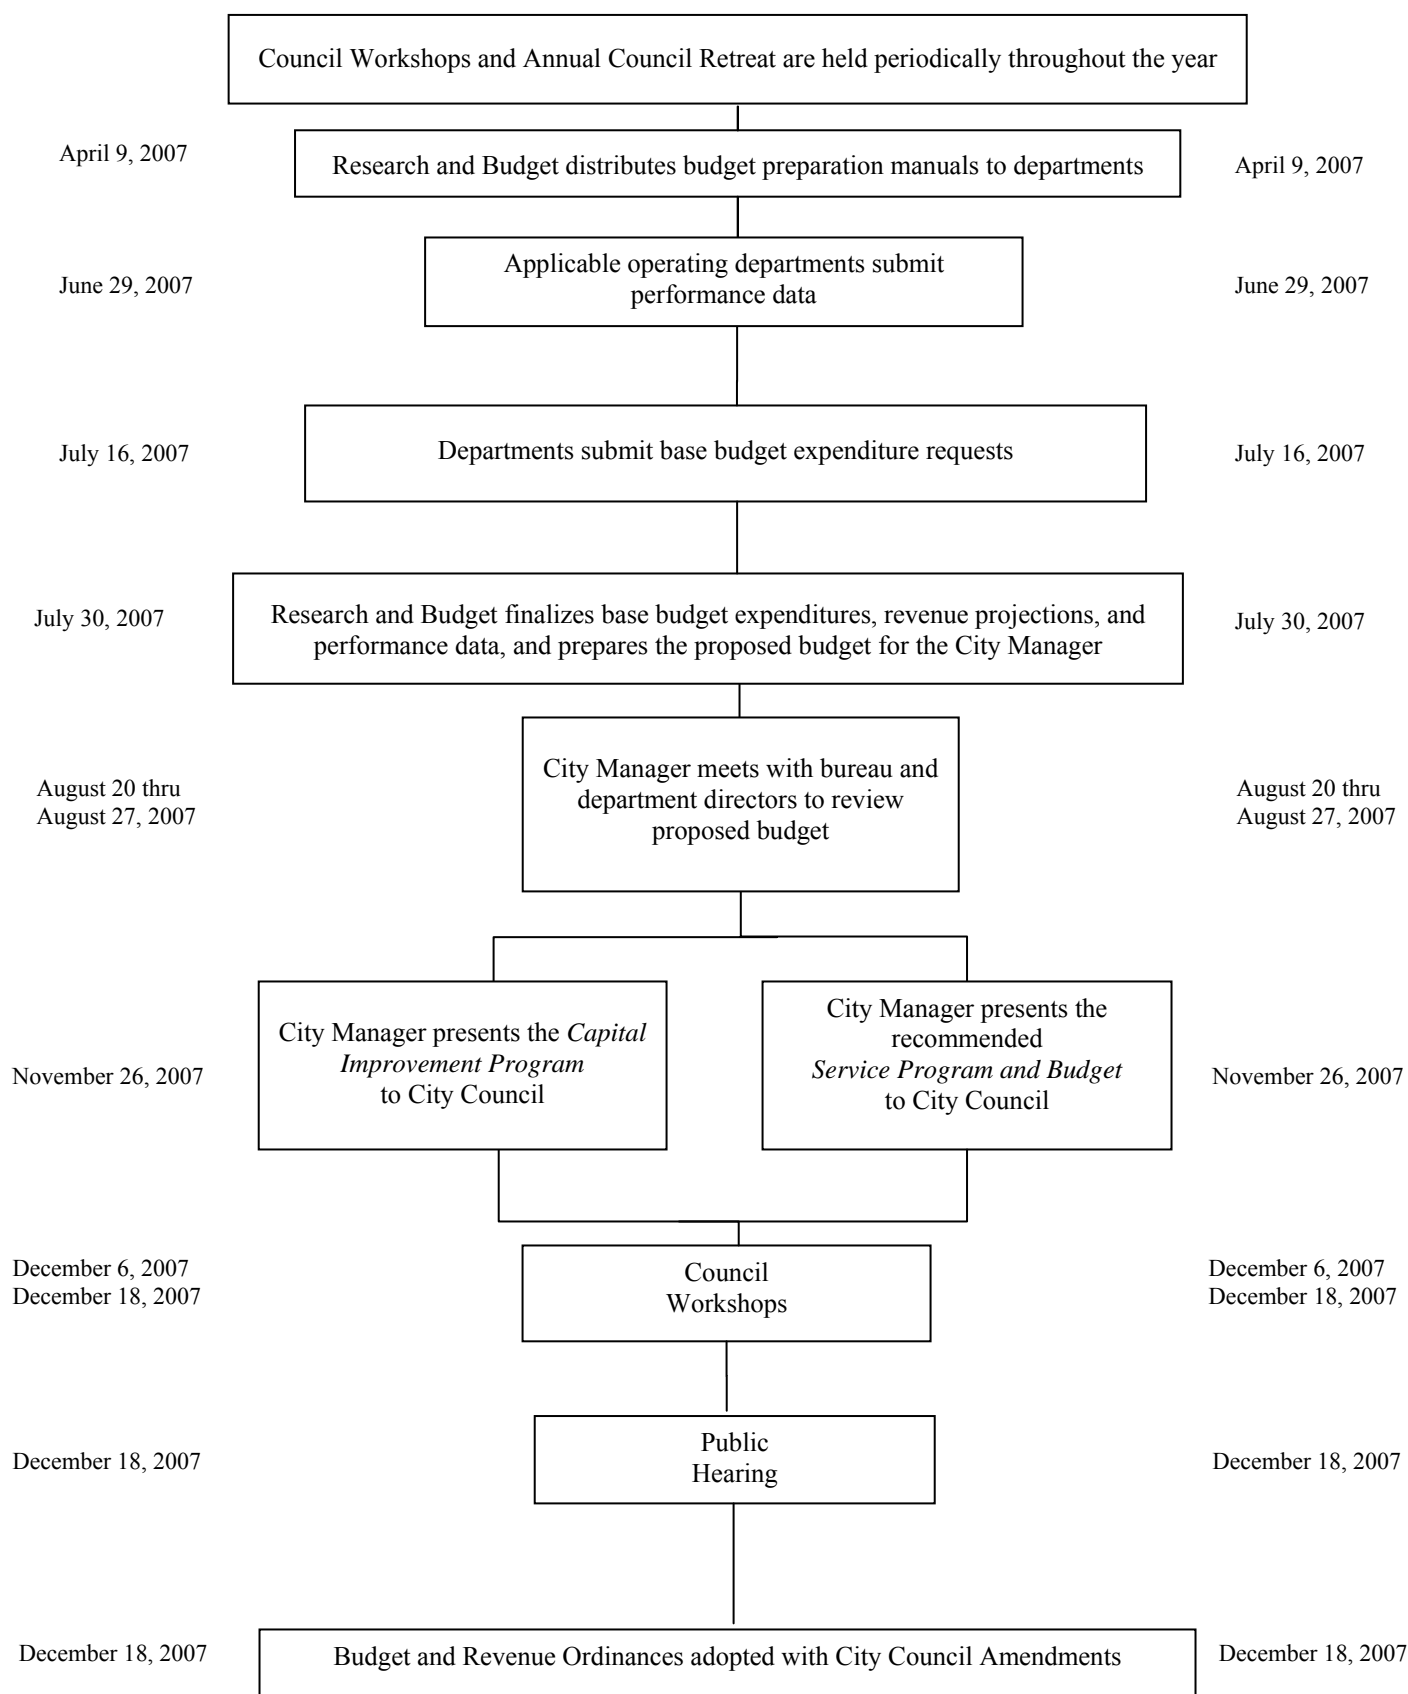 Council Workshops and Annual Council Retreat are held periodically throughout the year
April 9, 2007
Research and Budget distributes budget preparation manuals to departments
April 9, 2007
June 29, 2007
Applicable operating departments submit
performance data
June 29, 2007
July 16, 2007
Departments submit base budget expenditure requests
July 16, 2007
July 30, 2007
Research and Budget finalizes base budget expenditures, revenue projections, and
performance data, and prepares the proposed budget for the City Manager
July 30, 2007
August 20 thru
August 27, 2007
City Manager meets with bureau and
department directors to review
proposed budget
August 20 thru
August 27, 2007
November 26, 2007
City Manager presents the Capital
Improvement Program
to City Council
City Manager presents the
recommended
Service Program and Budget
to City Council
November 26, 2007
December 6, 2007
December 18, 2007
Council
Workshops
December 6, 2007
December 18, 2007
December 18, 2007
Public
Hearing
December 18, 2007
December 18, 2007
Budget and Revenue Ordinances adopted with City Council Amendments
December 18, 2007